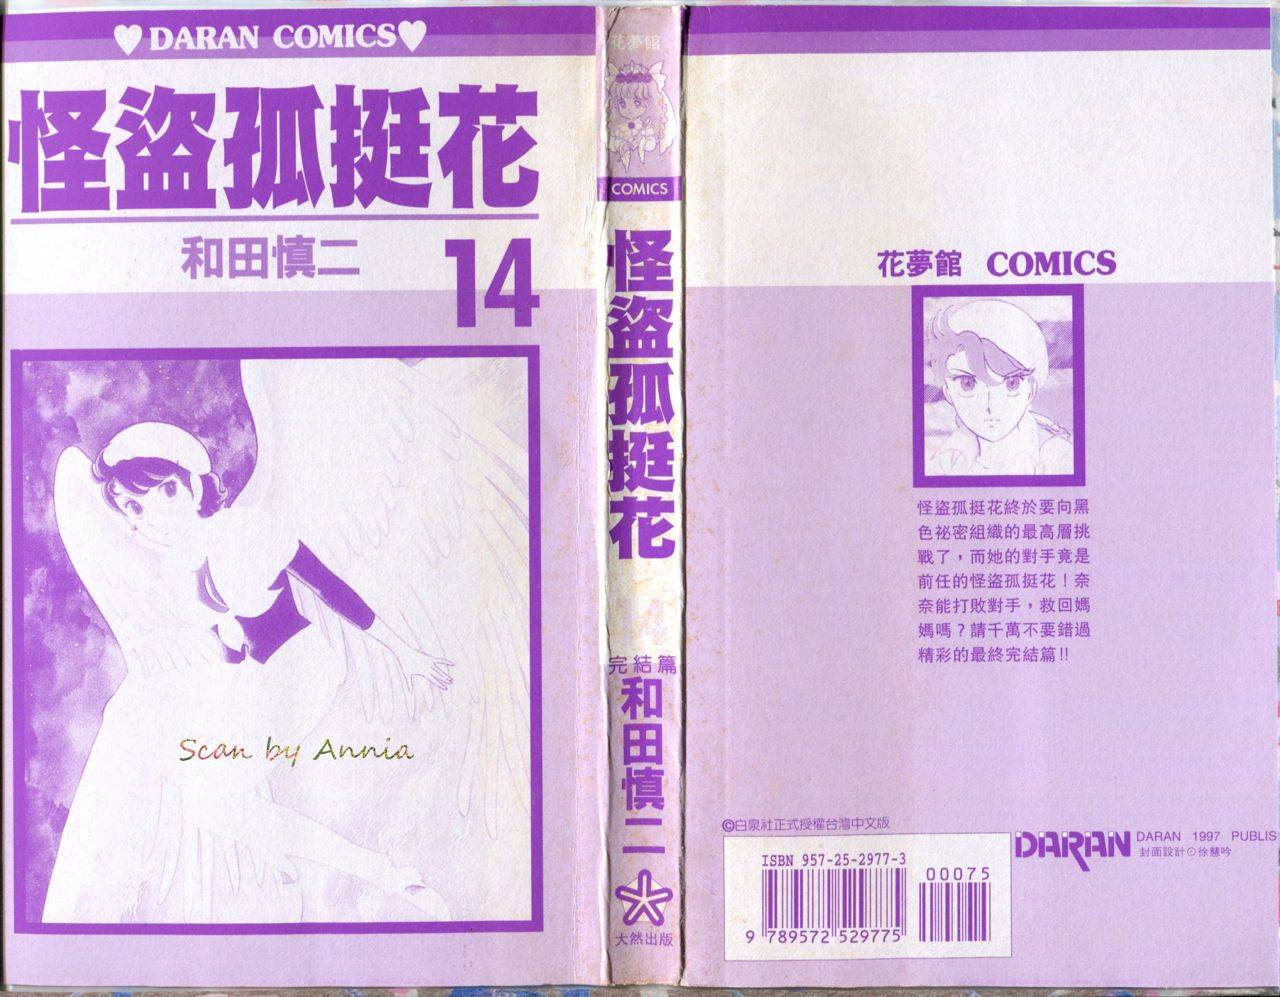 DARAN COMICS
怪盜孤挺花
和田慎二
14
Scan by Annia
花夢館
COMICS
怪盜孤挺花
完結篇
和田慎二
大然出版
花夢館 COMICS
怪盜孤挺花終於要向黑
色祕密組織的最高層挑
戰了，而她的對手竟是
前任的怪盜孤挺花！奈
奈能打敗對手，救回媽
媽嗎？請千萬不要錯過
精彩的最終完結篇!!
©白泉社正式授權台灣中文版
ISBN 957-25-2977-3
00075
9 789572 529775
DARAN
DARAN 1997 PUBLIS
封面設計⊙徐慧吟